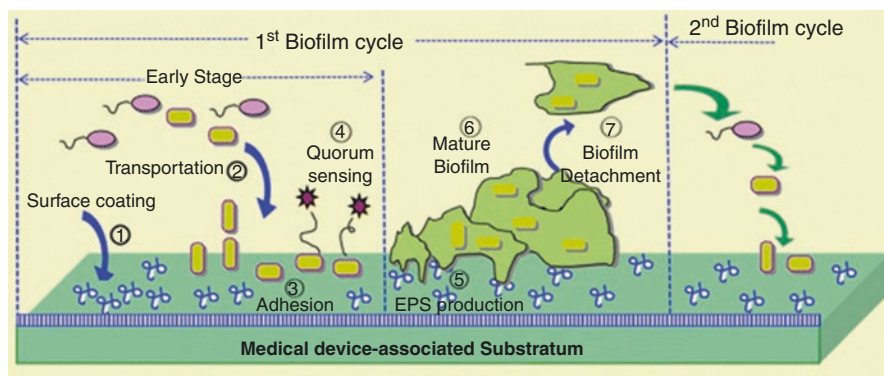 1st Biofilm cycle
2nd Biofilm cycle
Early Stage
④
Quorum
sensing
⑥
Mature
Biofilm
⑦
Biofilm
Detachment
Transportation ②
Surface coating
①
③
Adhesion
⑤
EPS production
Medical device-associated Substratum